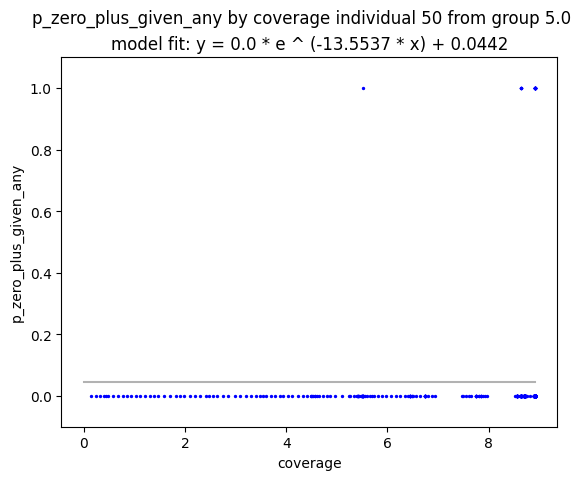 p_zero_plus_given_any by coverage individual 50 from group 5.0
model fit: y = 0.0 * e ^ (-13.5537 * x) + 0.0442
1.0
0.8
0.6
0.4
0.2
0.0
p_zero_plus_given_any
0 2 4 6 8
coverage